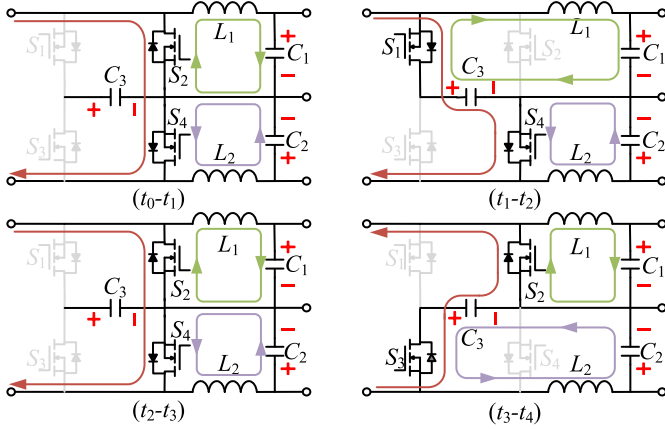 S1
L1
C1
C3
S2
S4
S3
L2
C2
(t0-t1)
S1
L1
S2
C1
C3
S4
S3
L2
C2
(t1-t2)
S1
L1
C1
C3
S2
S4
S3
L2
C2
(t2-t3)
S1
L1
C1
S2
C3
S3
S4
L2
C2
(t3-t4)